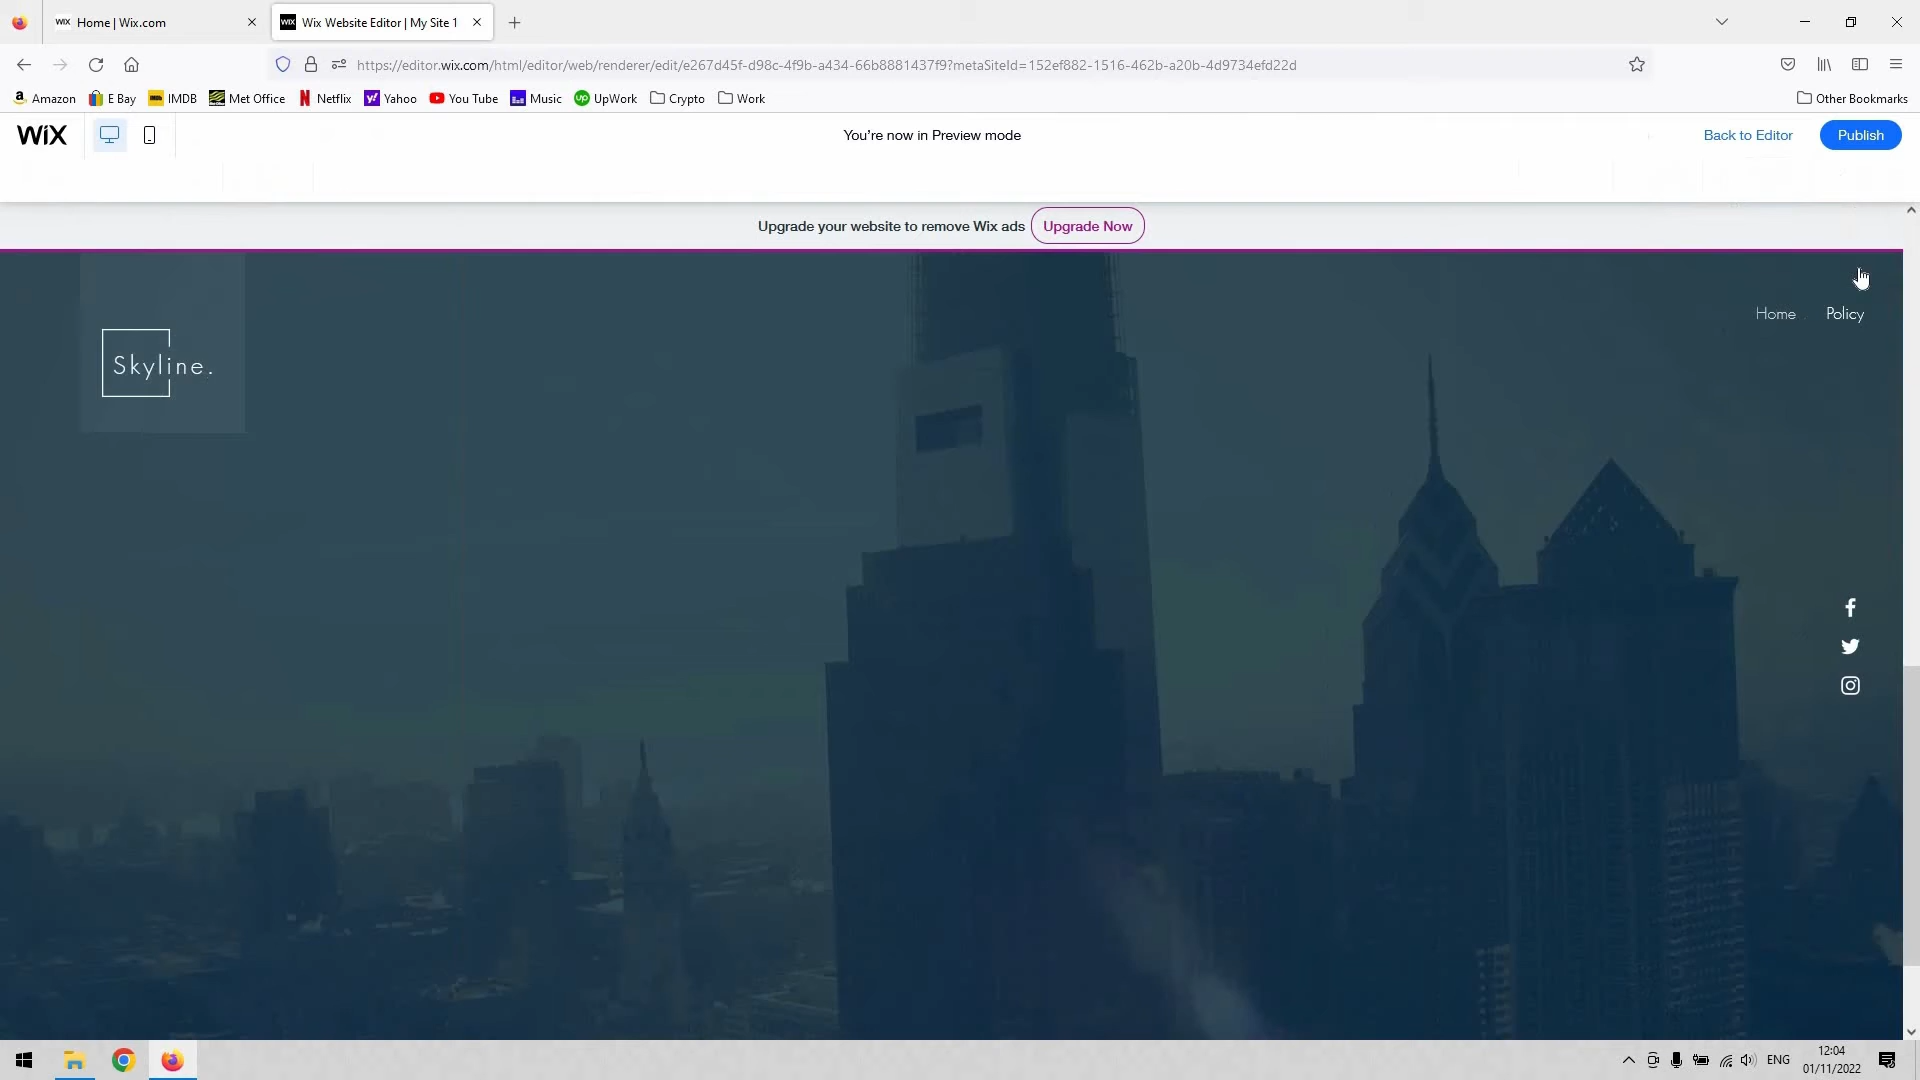 WIX Home | Wix.com
WIX Wix Website Editor | My Site 1
https://editor.wix.com/html/editor/web/renderer/edit/e267d45f-d98c-4f9b-a434-66b8881437f9?metaSiteId=152ef882-1516-462b-a20b-4d9734efd22d
Amazon E Bay IMDB Met Office Netflix Yahoo You Tube Music UpWork Crypto Work Other Bookmarks
WiX You're now in Preview mode Back to Editor Publish
Upgrade your website to remove Wix ads Upgrade Now
Home Policy
Skyline.
ENG
12:04
01/11/2022